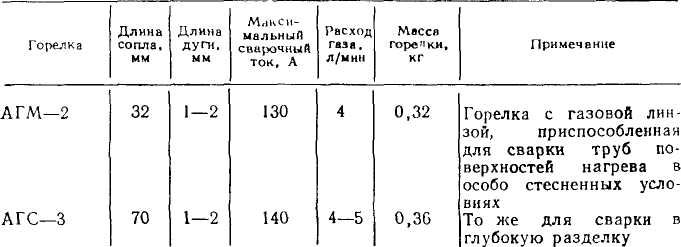 Горелка Длина сопла, мм Длина дуги, мм Максимальный сварочный ток, А Расход газа, л/мин Масса горелки, кг Примечание
АГМ—2 32 1—2 130 4 0,32 Горелка с газовой лин-
зой, приспособленная
для сварки труб по-
верхностей нагрева в
особо стесненных усло-
виях
АГС—3 70 1—2 140 4—5 0,36 То же для сварки в
глубокую разделку